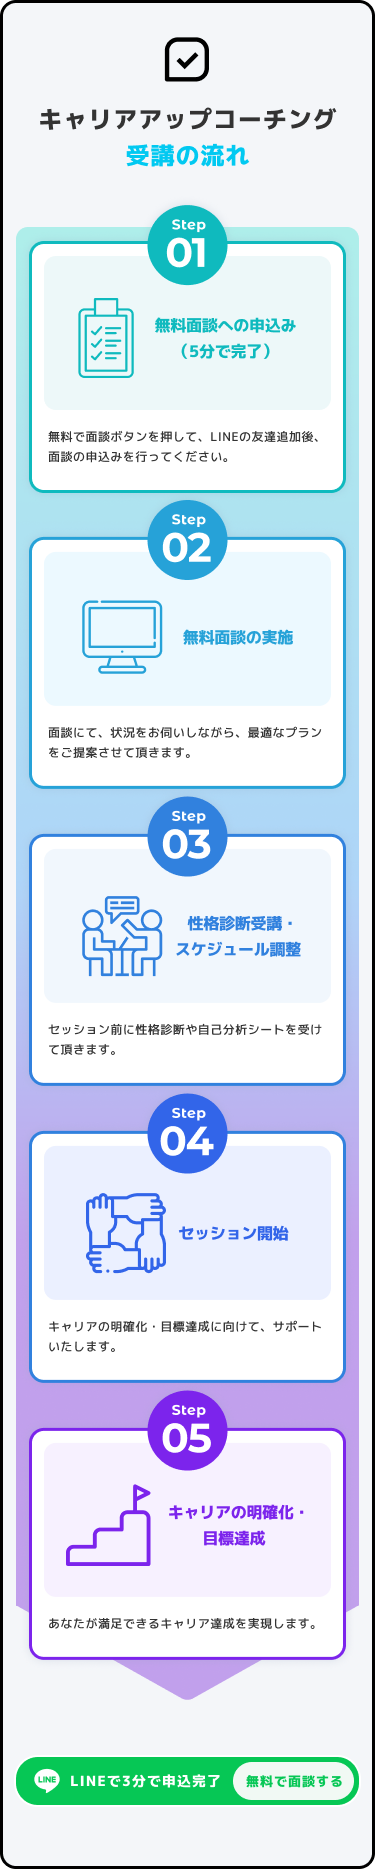 キャリアアップコーチング
受講の流れ
Step
01
無料面談への申込み
（5分で完了）
無料で面談ボタンを押して、LINEの友達追加後、
面談の申込みを行ってください。
Step
02
無料面談の実施
面談にて、状況をお伺いしながら、最適なプラン
をご提案させて頂きます。
Step
03
性格診断受講・
スケジュール調整
セッション前に性格診断や自己分析シートを受け
て頂きます。
Step
04
セッション開始
キャリアの明確化・目標達成に向けて、サポート
いたします。
Step
05
キャリアの明確化・
目標達成
あなたが満足できるキャリア達成を実現します。
LINE LINEで3分で申込完了 無料で面談する